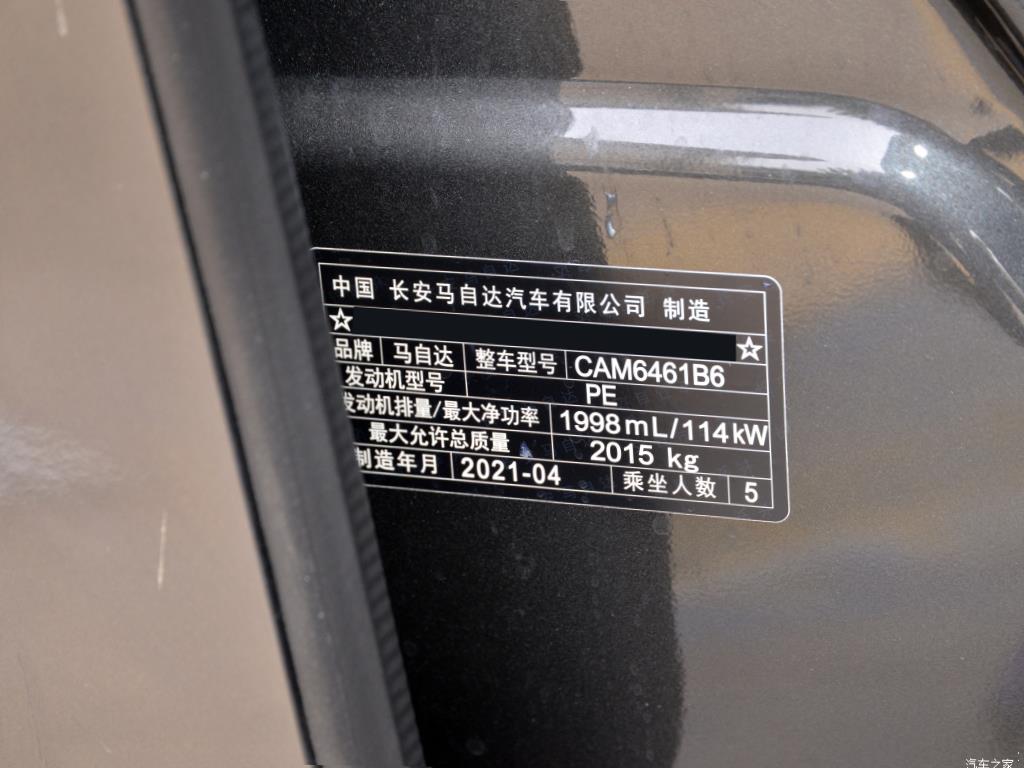 中国 长安马自达汽车有限公司 制造
☆ ☆
品牌 马自达 整车型号 CAM6461B6
发动机型号 PE
发动机排量/最大净功率 1998mL/114kW
最大允许总质量 2015 kg
制造年月 2021-04 乘坐人数 5
汽车之家